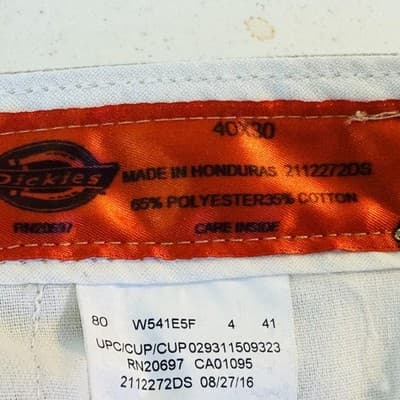 40X30
Dickies
MADE IN HONDURAS 2112272DS
65% POLYESTER35% COTTON
RN20697 CARE INSIDE
80 W541E5F 4 41
UPC/CUP/CUP029311509323
RN20697 CA01095
2112272DS 08/27/16